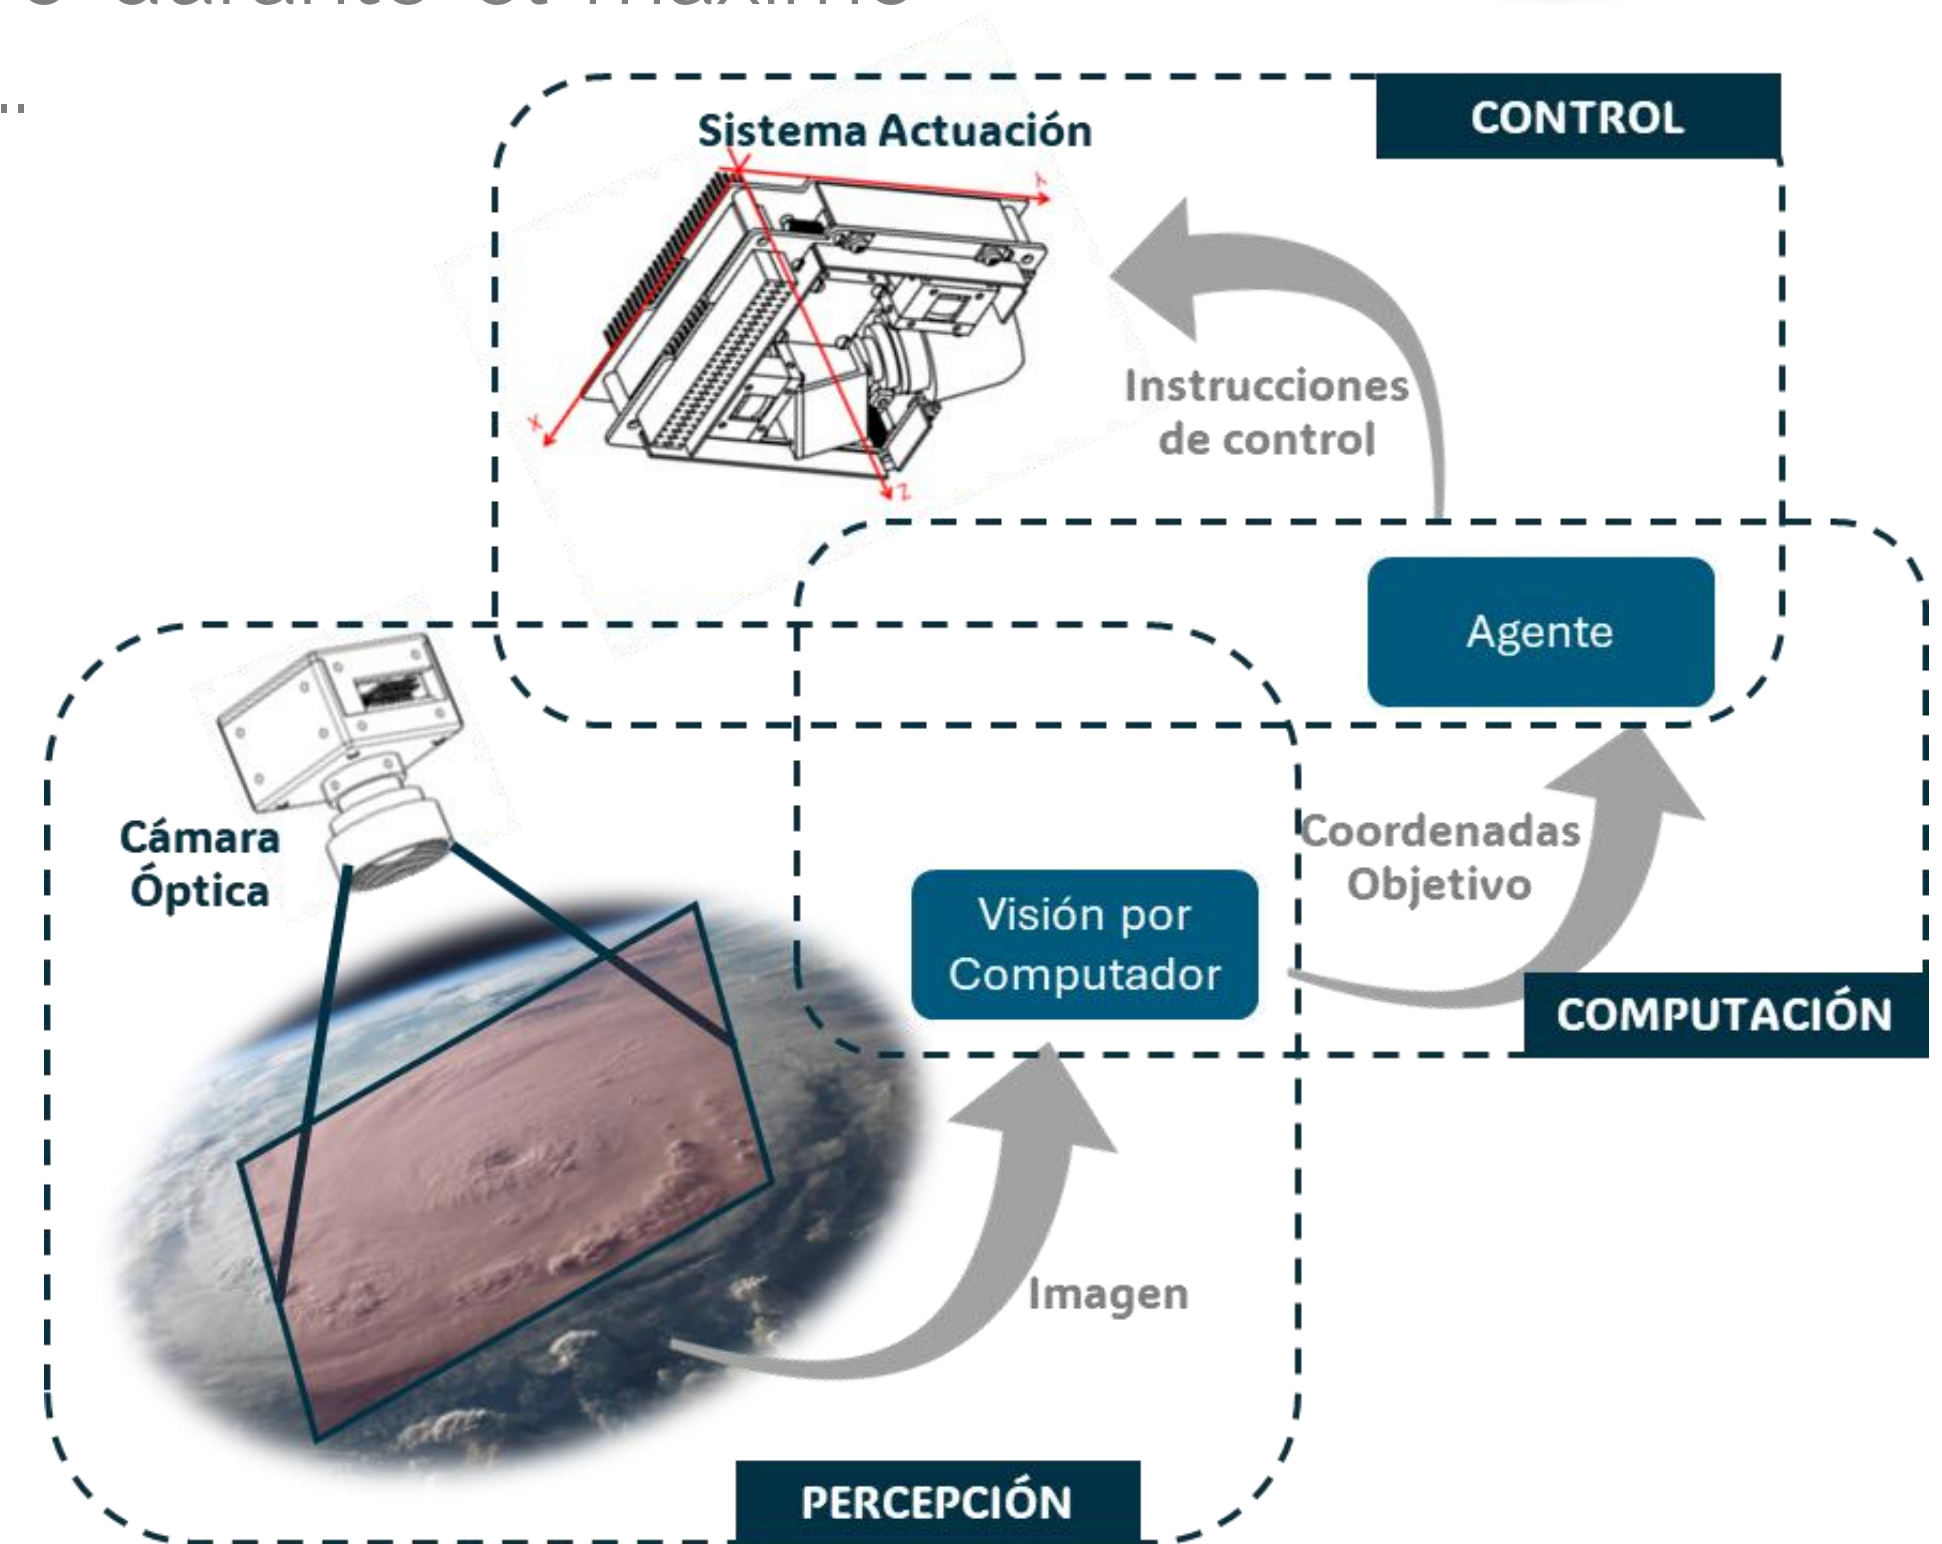 CONTROL
Sistema Actuación
Y
X
Z
Instrucciones
de control
Agente
Cámara
Óptica
Coordenadas
Objetivo
Visión por
Computador
COMPUTACIÓN
Imagen
PERCEPCIÓN